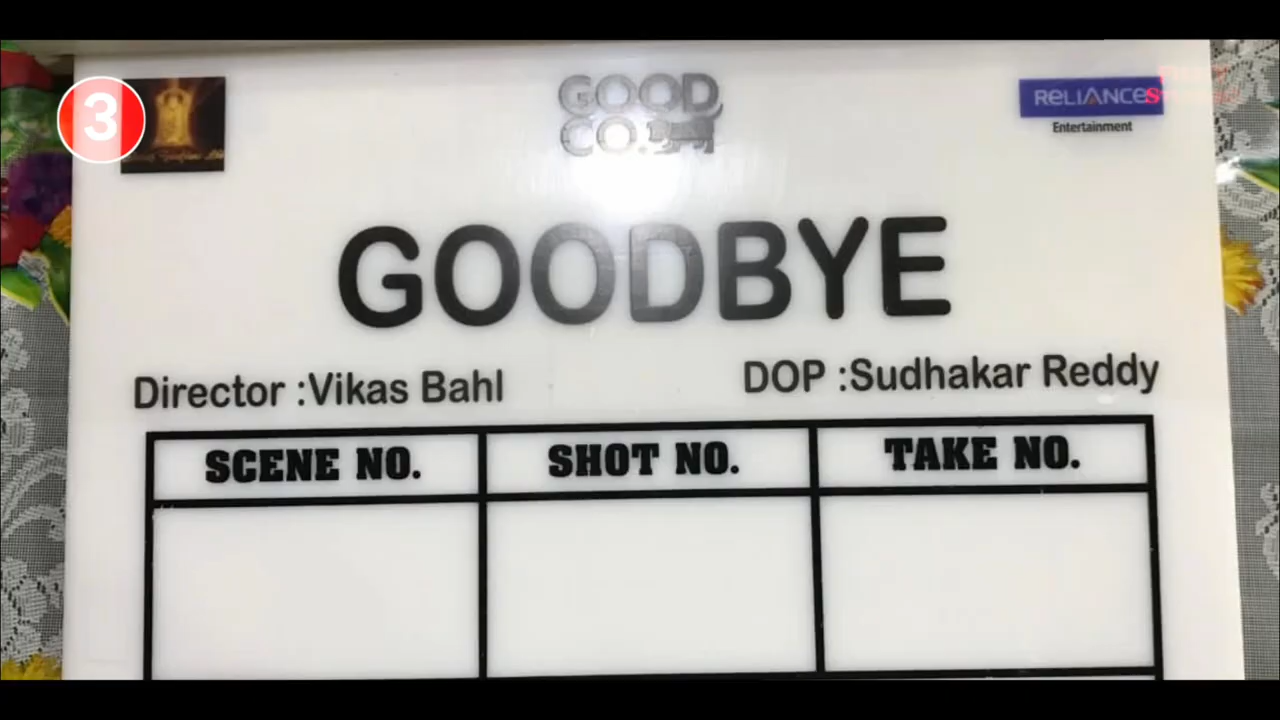 3
GOOD
CO.
RELIANCE
Entertainment
GOODBYE
Director :Vikas Bahl
DOP :Sudhakar Reddy
SCENE NO.
SHOT NO.
TAKE NO.